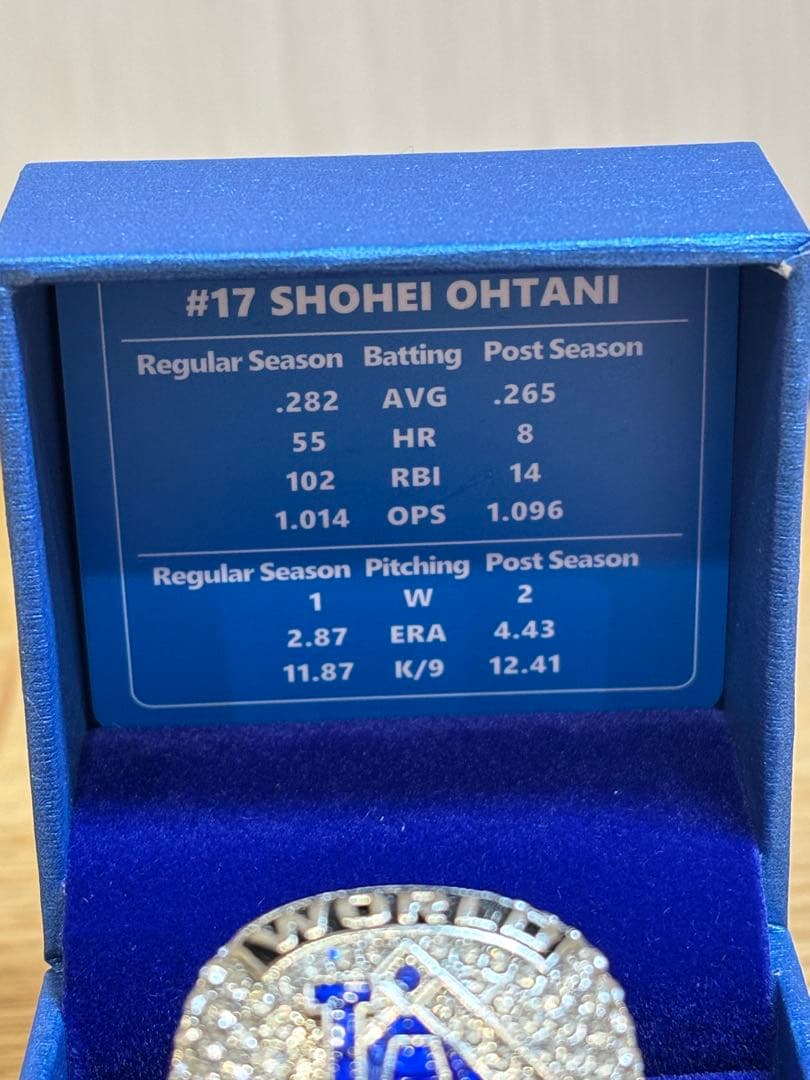 #17 SHOHEI OHTANI
Regular Season Batting Post Season
.282 AVG .265
55 HR 8
102 RBI 14
1.014 OPS 1.096
Regular Season Pitching Post Season
1 W 2
2.87 ERA 4.43
11.87 K/9 12.41
WORLD
LA